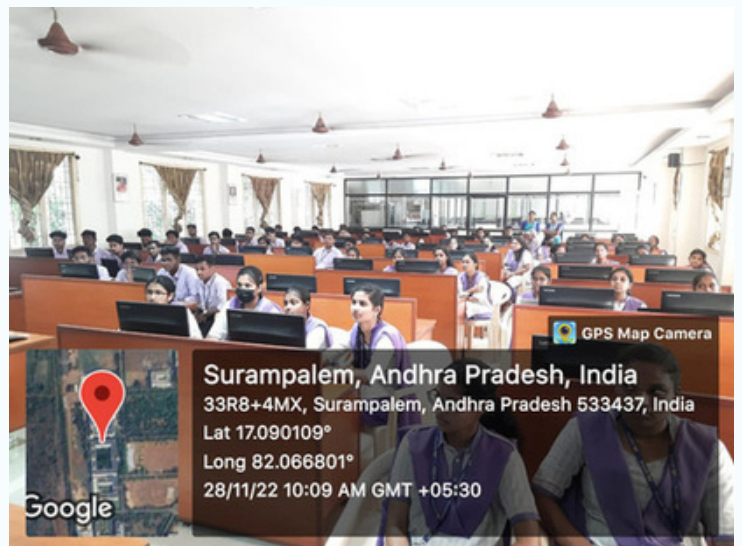 GPS Map Camera
Surampalem, Andhra Pradesh, India
33R8+4MX, Surampalem, Andhra Pradesh 533437, India
Lat 17.090109°
Long 82.066801°
28/11/22 10:09 AM GMT +05:30
Google